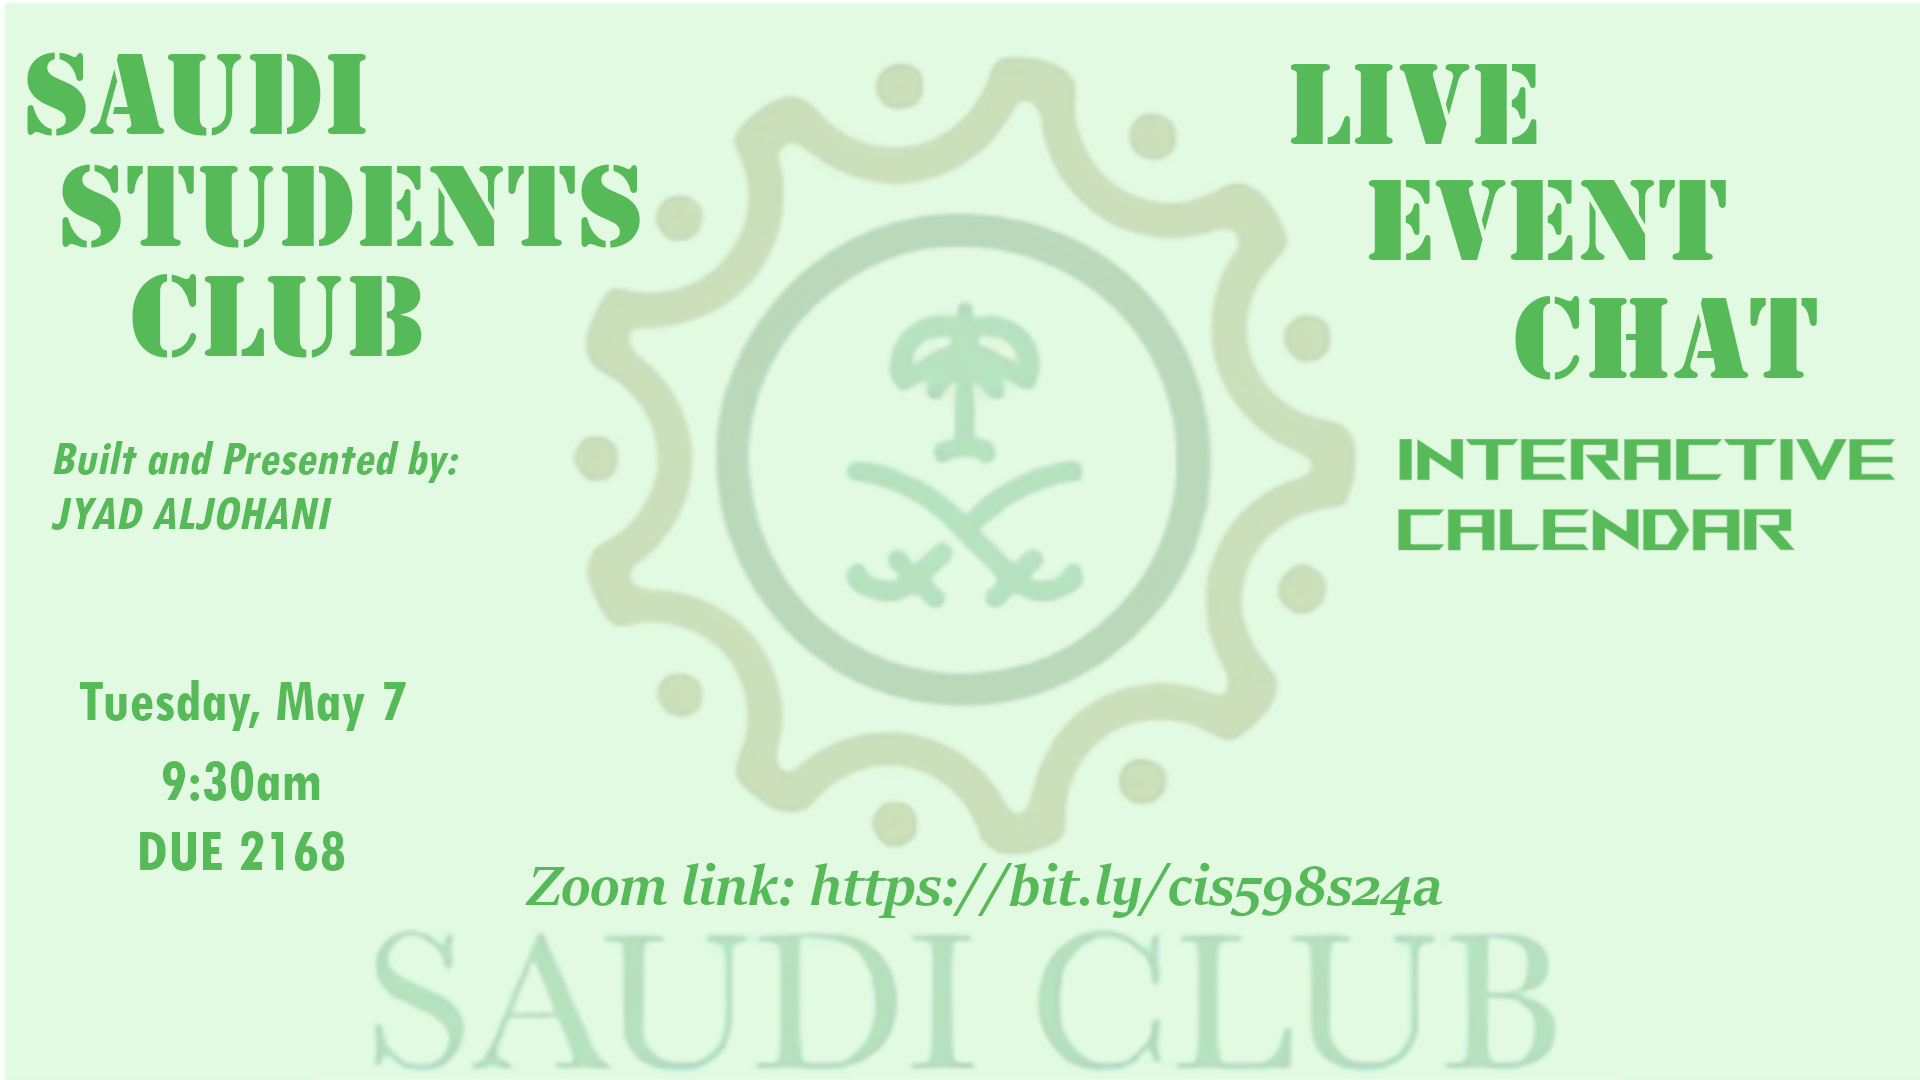 SAUDI
STUDENTS
CLUB
Built and Presented by:
JYAD ALJOHANI
Tuesday, May 7
9:30am
DUE 2168
LIVE
EVENT
CHAT
INTERACTIVE
CALENDAR
Zoom link: https://bit.ly/cis598s24a
SAUDI CLUB